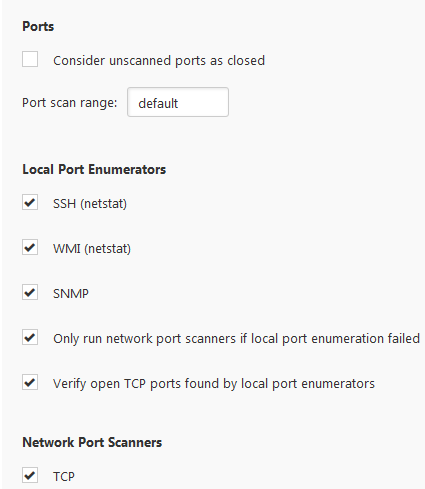 Ports
Consider unscanned ports as closed
Port scan range: default
Local Port Enumerators
SSH (netstat)
WMI (netstat)
SNMP
Only run network port scanners if local port enumeration failed
Verify open TCP ports found by local port enumerators
Network Port Scanners
TCP